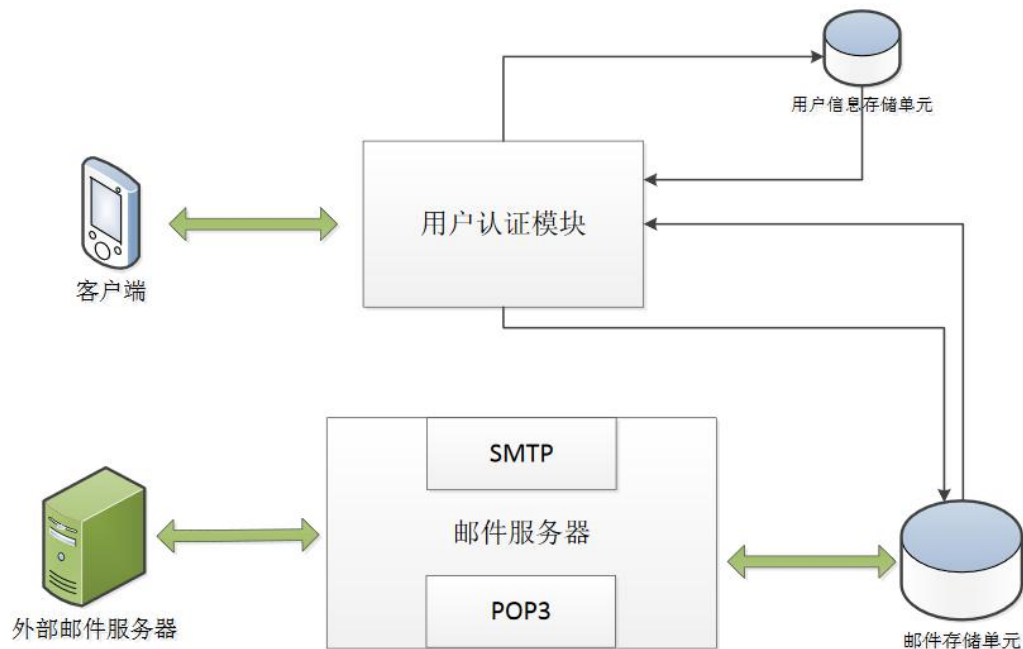 用户信息存储单元
用户认证模块
客户端
SMTP
邮件服务器
POP3
外部邮件服务器
邮件存储单元